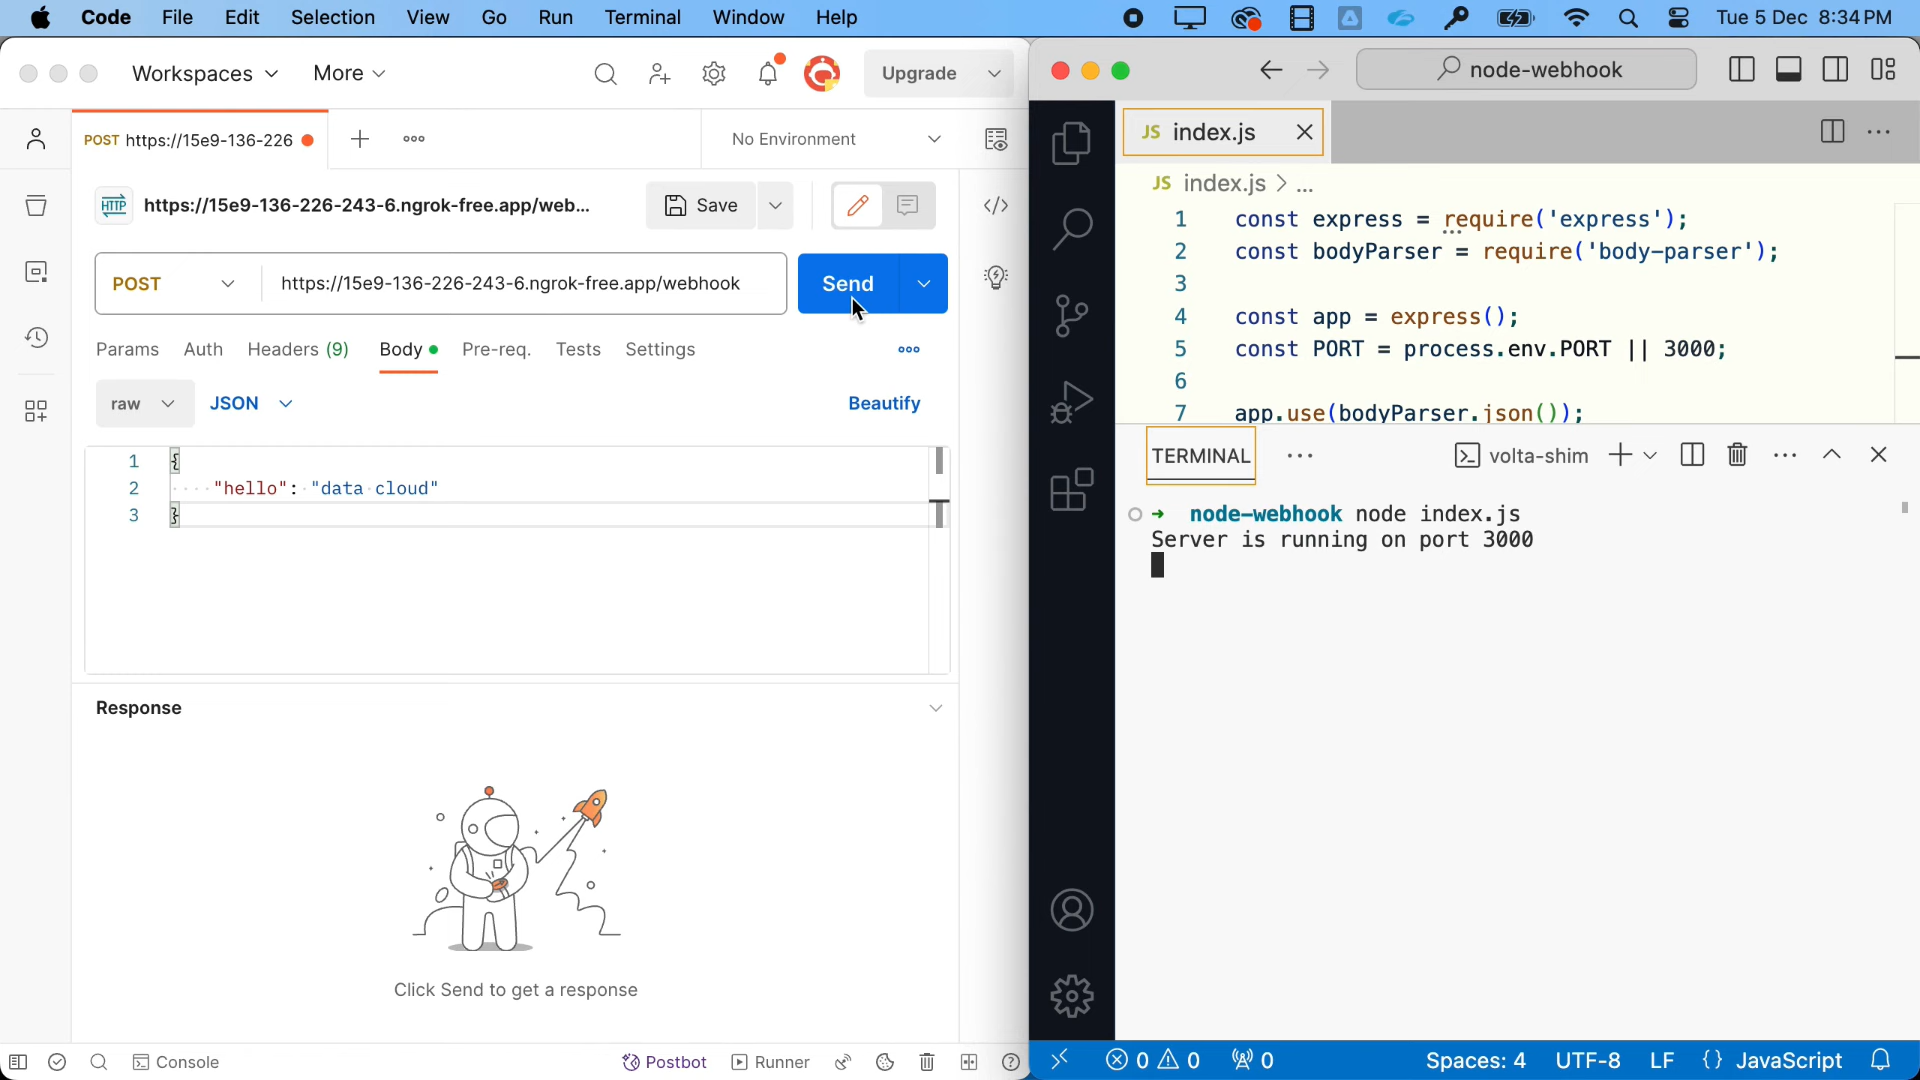 Code File Edit Selection View Go Run Terminal Window Help Tue 5 Dec 8:34 PM
Workspaces More Upgrade
POST https://15e9-136-226 No Environment
HTTP https://15e9-136-226-243-6.ngrok-free.app/web... Save
POST https://15e9-136-226-243-6.ngrok-free.app/webhook Send
Params Auth Headers (9) Body Pre-req. Tests Settings
raw JSON Beautify
1 {
2 "hello": "data cloud"
3 }
Response
Click Send to get a response
Console Postbot Runner
node-webhook
JS index.js
JS index.js > ...
1 const express = require('express');
2 const bodyParser = require('body-parser');
3
4 const app = express();
5 const PORT = process.env.PORT || 3000;
6
7 app.use(bodyParser.json());
TERMINAL volta-shim
→ node-webhook node index.js
Server is running on port 3000
0 0 0 Spaces: 4 UTF-8 LF {} JavaScript